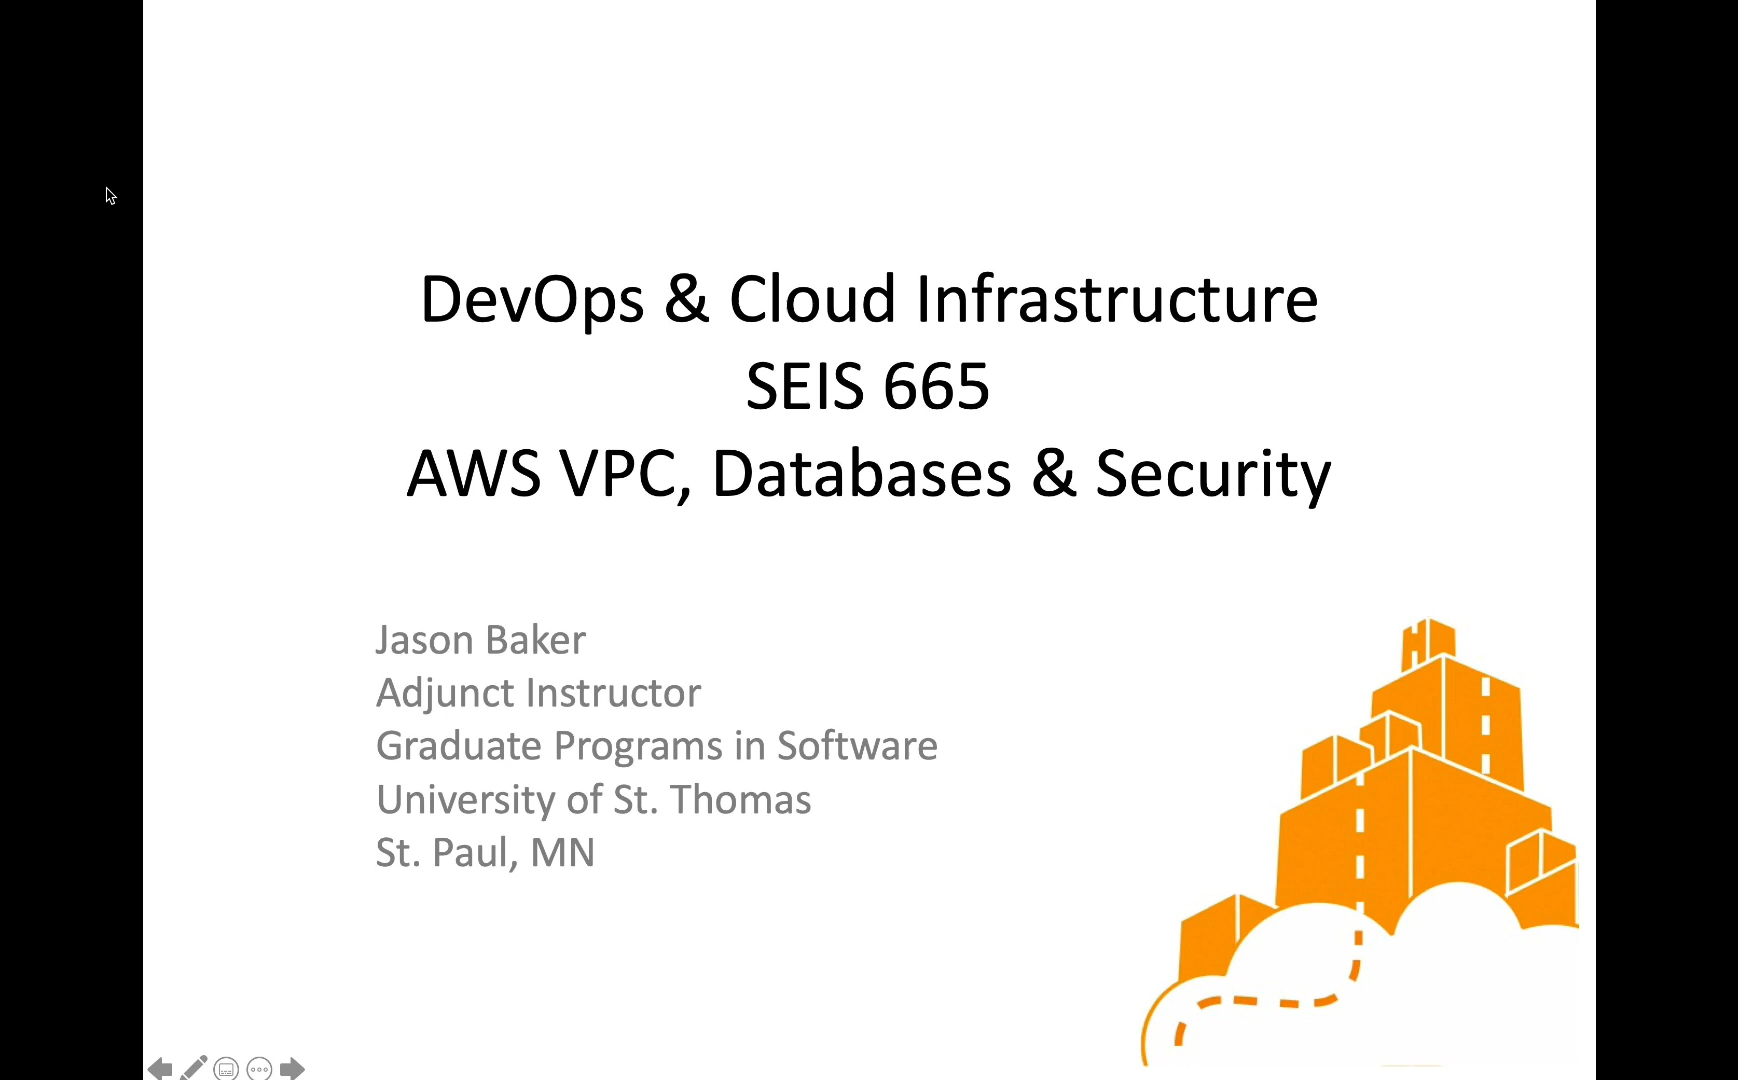 DevOps & Cloud Infrastructure
SEIS 665
AWS VPC, Databases & Security
Jason Baker
Adjunct Instructor
Graduate Programs in Software
University of St. Thomas
St. Paul, MN